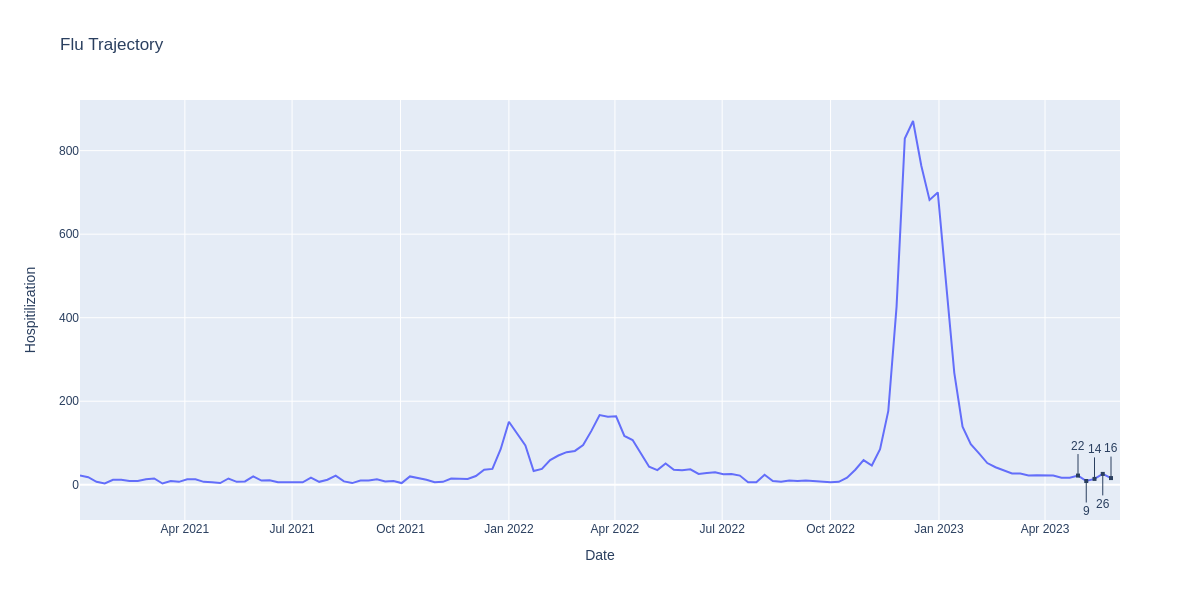 Flu Trajectory
Hospitilization
800
600
400
200
0
22
14
16
9
26
Apr 2021
Jul 2021
Oct 2021
Jan 2022
Apr 2022
Jul 2022
Oct 2022
Jan 2023
Apr 2023
Date